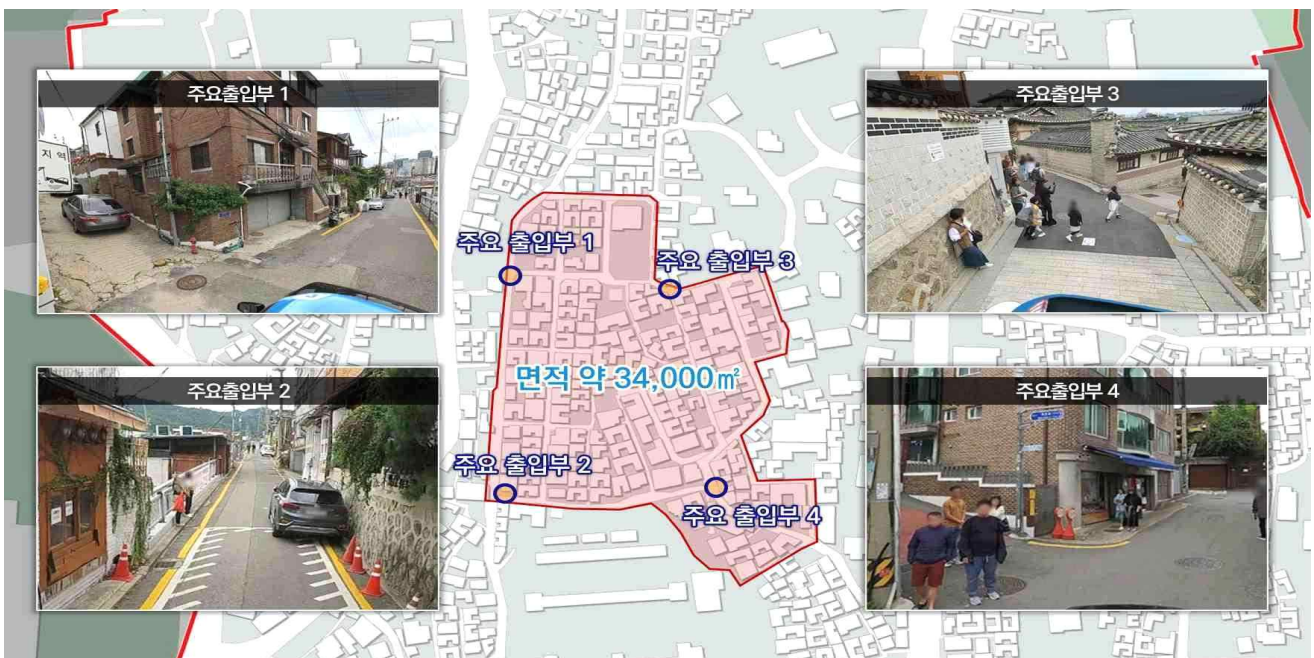 주요출입부 1
주요출입부 3
지 역
주요 출입부 1
주요 출입부 3
면적 약 34,000㎡
주요출입부 2
주요출입부 4
주요 출입부 2
주요 출입부 4